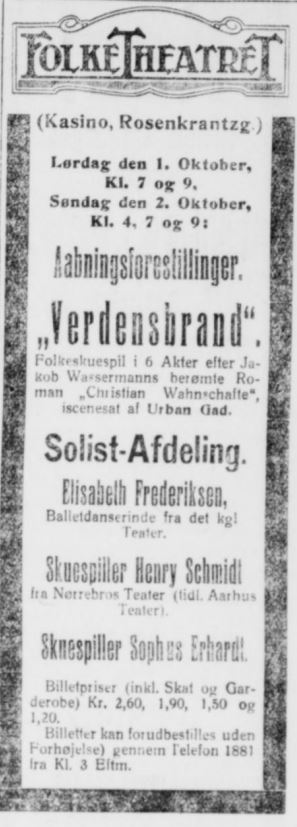 FOLKETHEATRET
(Kasino, Rosenkrantzg.)
Lørdag den 1. Oktober,
Kl. 7 og 9,
Søndag den 2. Oktober,
Kl. 4, 7 og 9:
Aabningsforestillinger.
„Verdensbrand“.
Folkeskuespil i 6 Akter efter Ja-
kob Wassermanns berømte Ro-
man „Christian Wahnschaffe“,
iscenesat af Urban Gad.
Solist-Afdeling.
Elisabeth Frederiksen,
Balletdanserinde fra det kgl
Teater.
Skuespiller Henry Schmidt
fra Nørrebros Teater (tidl. Aarhus
Teater).
Skuespiller Sophus Erhardt.
Billetpriser (inkl. Skat og Gar-
derobe) Kr. 2,60, 1,90, 1,50 og
1,20.
Billetter kan forudbestilles uden
Forhøjelse) gennem Telefon 1881
fra Kl. 3 Eftm.